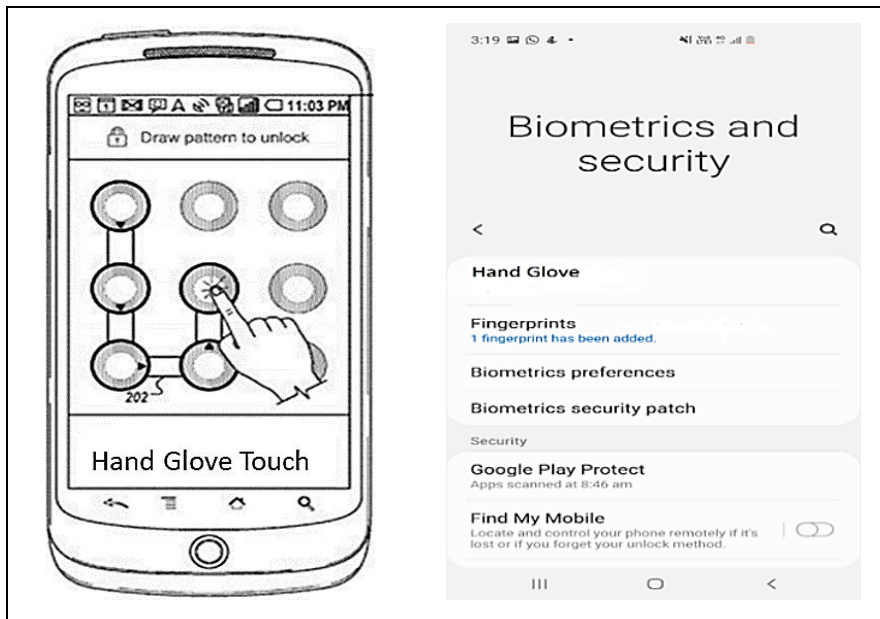 11:03 PM
Draw pattern to unlock
202
Hand Glove Touch
3:19
Biometrics and
security
Hand Glove
Fingerprints
1 fingerprint has been added.
Biometrics preferences
Biometrics security patch
Security
Google Play Protect
Apps scanned at 8:46 am
Find My Mobile
Locate and control your phone remotely if it's
lost or if you forget your unlock method.